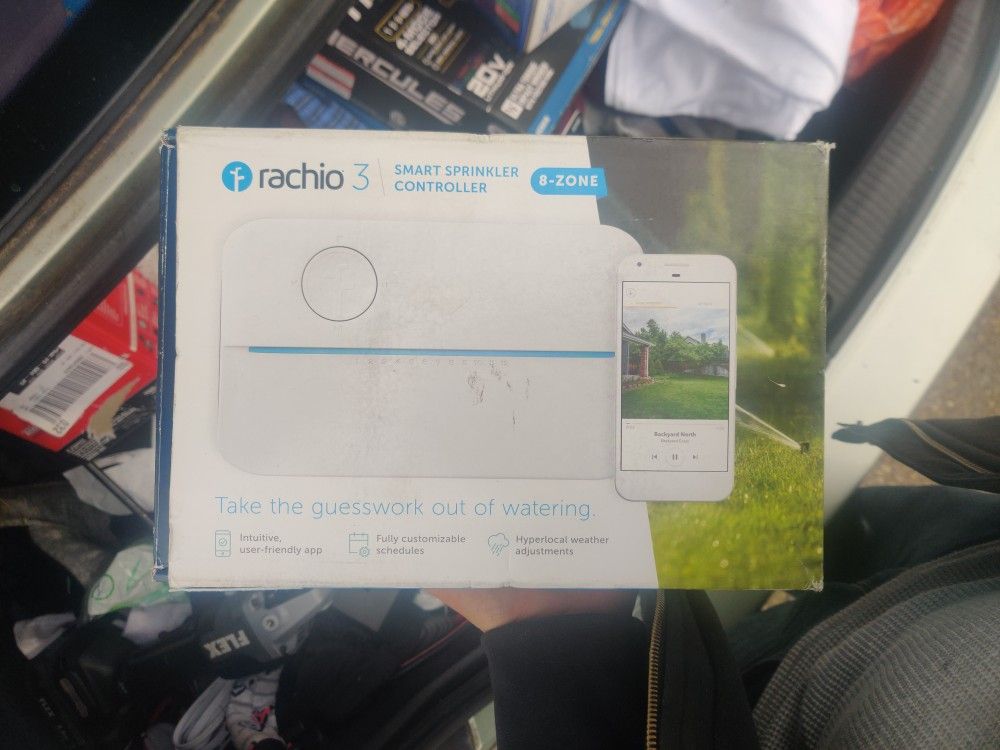 HERCULES
20V
rachio 3
SMART SPRINKLER
CONTROLLER
8-ZONE
Backyard North
Take the guesswork out of watering.
Intuitive,
user-friendly app
Fully customizable
schedules
Hyperlocal weather
adjustments
FLEX
FLEX